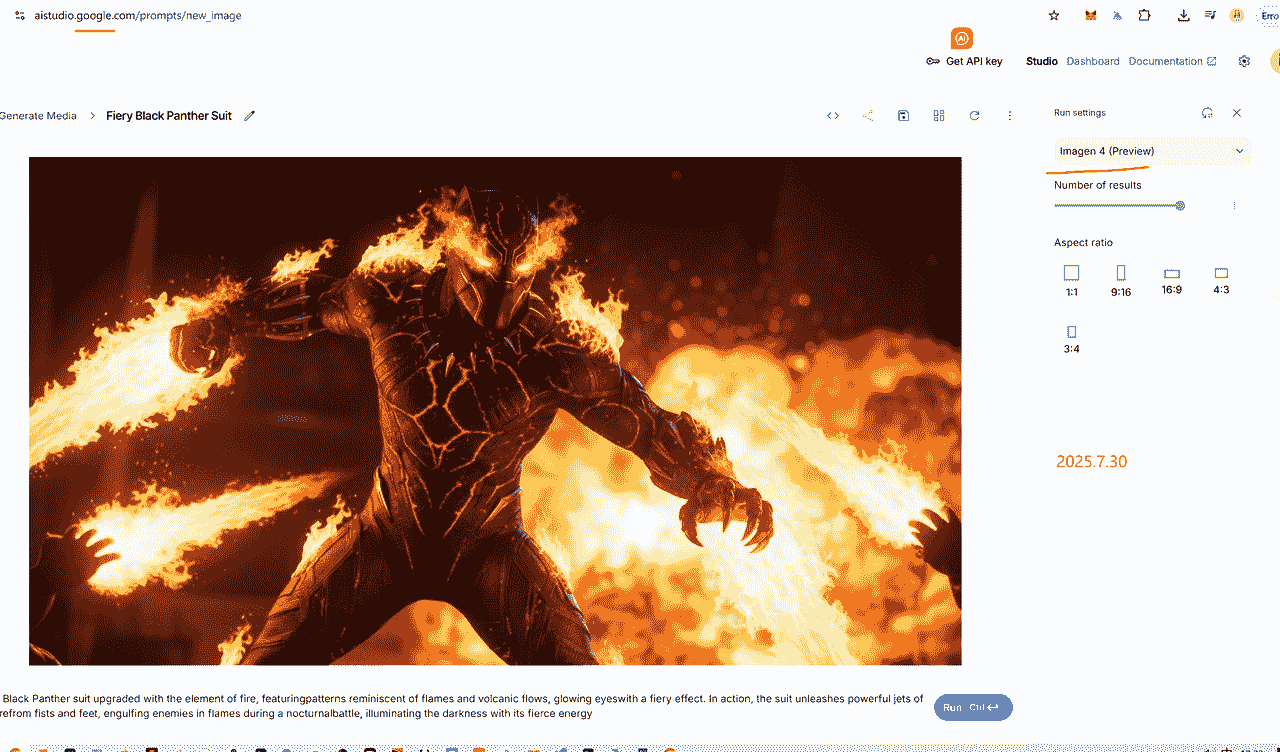 aistudio.google.com/prompts/new_image
Erro
AI
Get API key
Studio Dashboard Documentation
Generate Media > Fiery Black Panther Suit
Run settings
Imagen 4 (Preview)
Number of results
Aspect ratio
1:1 9:16 16:9 4:3
3:4
2025.7.30
Black Panther suit upgraded with the element of fire, featuringpatterns reminiscent of flames and volcanic flows, glowing eyeswith a fiery effect. In action, the suit unleashes powerful jets of
refrom fists and feet, engulfing enemies in flames during a nocturnalbattle, illuminating the darkness with its fierce energy
Run Ctrl